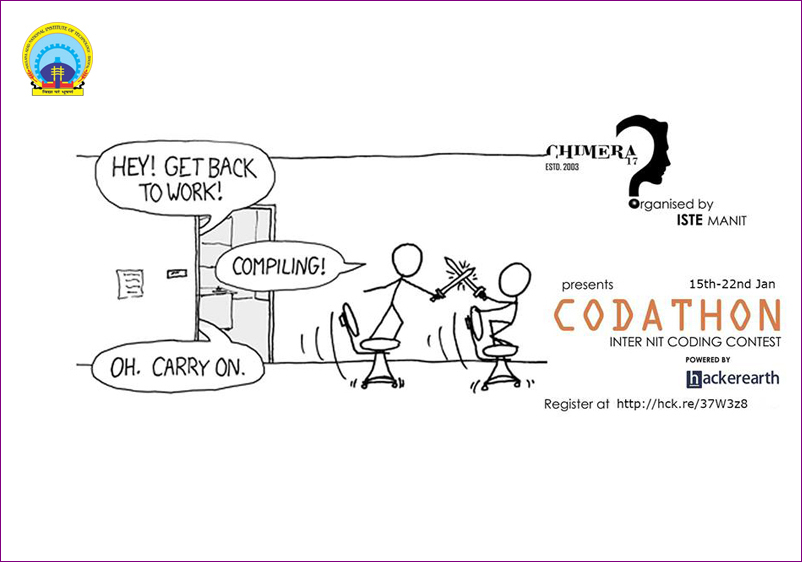 HEY! GET BACK
TO WORK!
COMPILING!
OH. CARRY ON.
CHIMERA
17
ESTD. 2003
Organised by
ISTE MANIT
presents
15th-22nd Jan
CODATHON
INTER NIT CODING CONTEST
POWERED BY
hackerearth
Register at http://hck.re/37W3z8